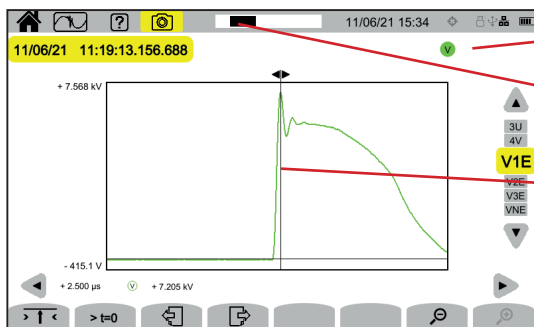 ?
11/06/21 15:34
11/06/21 11:19:13.156.688
V
+ 7.568 kV
3U
4V
V1E
V2E
V3E
VNE
- 415.1 V
+ 2.500 µs V + 7.205 kV
> t=0